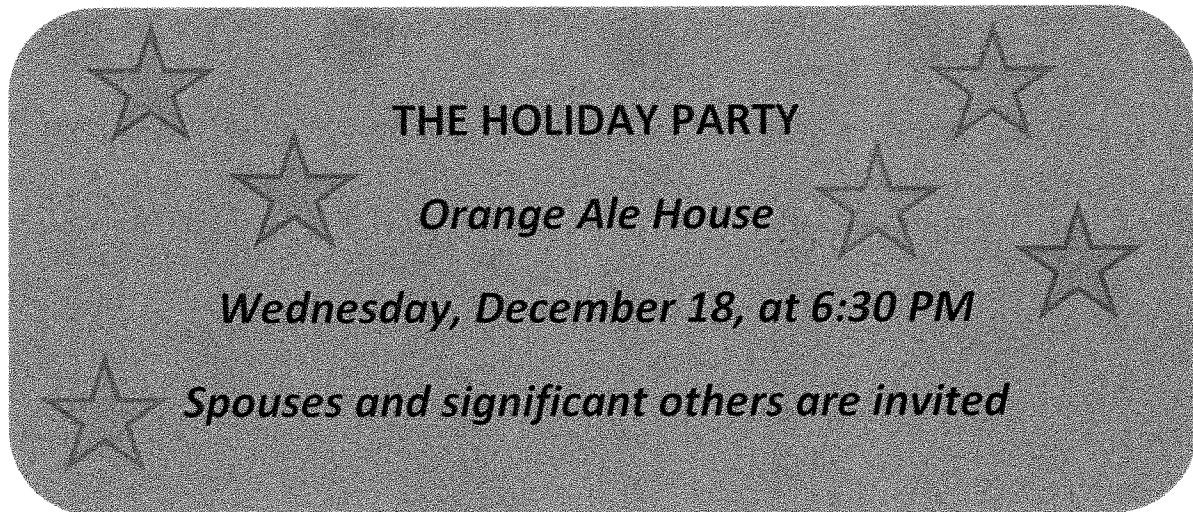 THE HOLIDAY PARTY
Orange Ale House
Wednesday, December 18, at 6:30 PM
Spouses and significant others are invited